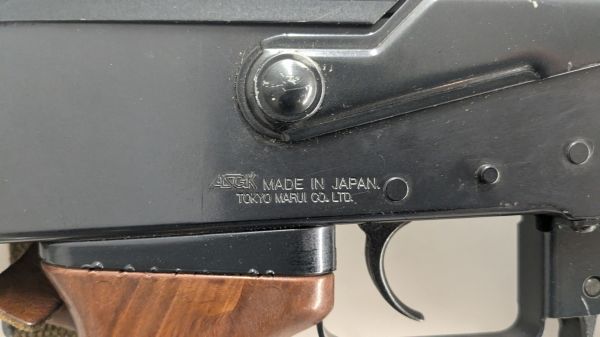 ASGK MADE IN JAPAN.
TOKYO MARUI CO. LTD.